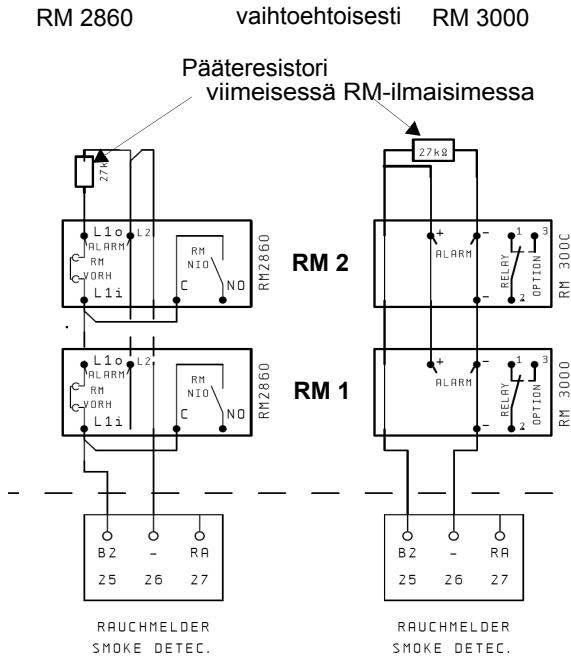 RM 2860 vaihtoehtoisesti RM 3000
Pääteresistori
viimeisessä RM-ilmaisimessa
27k
27kΩ
L1o L2
ALARM
RM
VORH
L1i
RM
NIO
C NO
RM2860
RM 2
+ -
ALARM
-
1 3
RELAY
OPTION
2
RM 3000
L1o L2
ALARM
RM
VORH
L1i
RM
NIO
C NO
RM2860
RM 1
+ -
ALARM
-
1 3
RELAY
OPTION
2
RM 3000
B2 - RA
25 26 27
RAUCHMELDER
SMOKE DETEC.
B2 - RA
25 26 27
RAUCHMELDER
SMOKE DETEC.